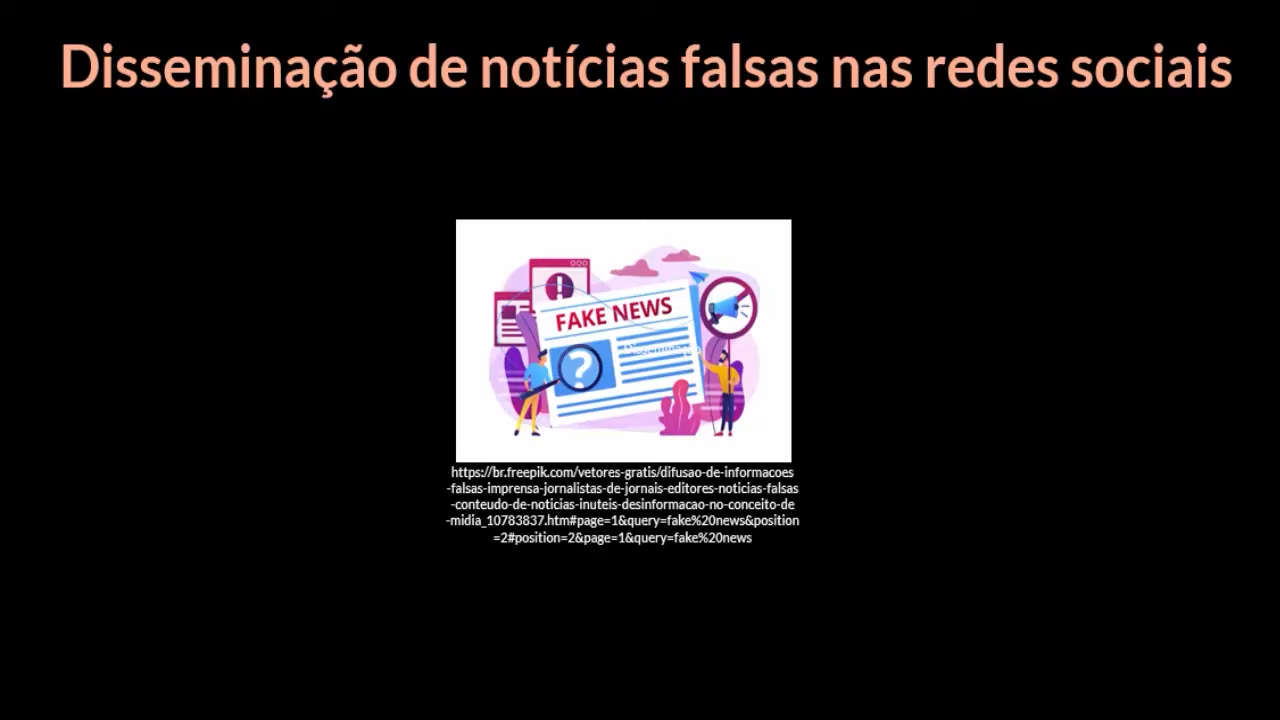 Disseminação de notícias falsas nas redes sociais
FAKE NEWS
?
Disseminação
https://br.freepik.com/vetores-gratis/difusao-de-informacoes
-falsas-imprensa-jornalistas-de-jornais-editores-noticias-falsas
-conteudo-de-noticias-inuteis-desinformacao-no-conceito-de
-midia_10783837.htm#page=1&query=fake%20news&position
=2#position=2&page=1&query=fake%20news